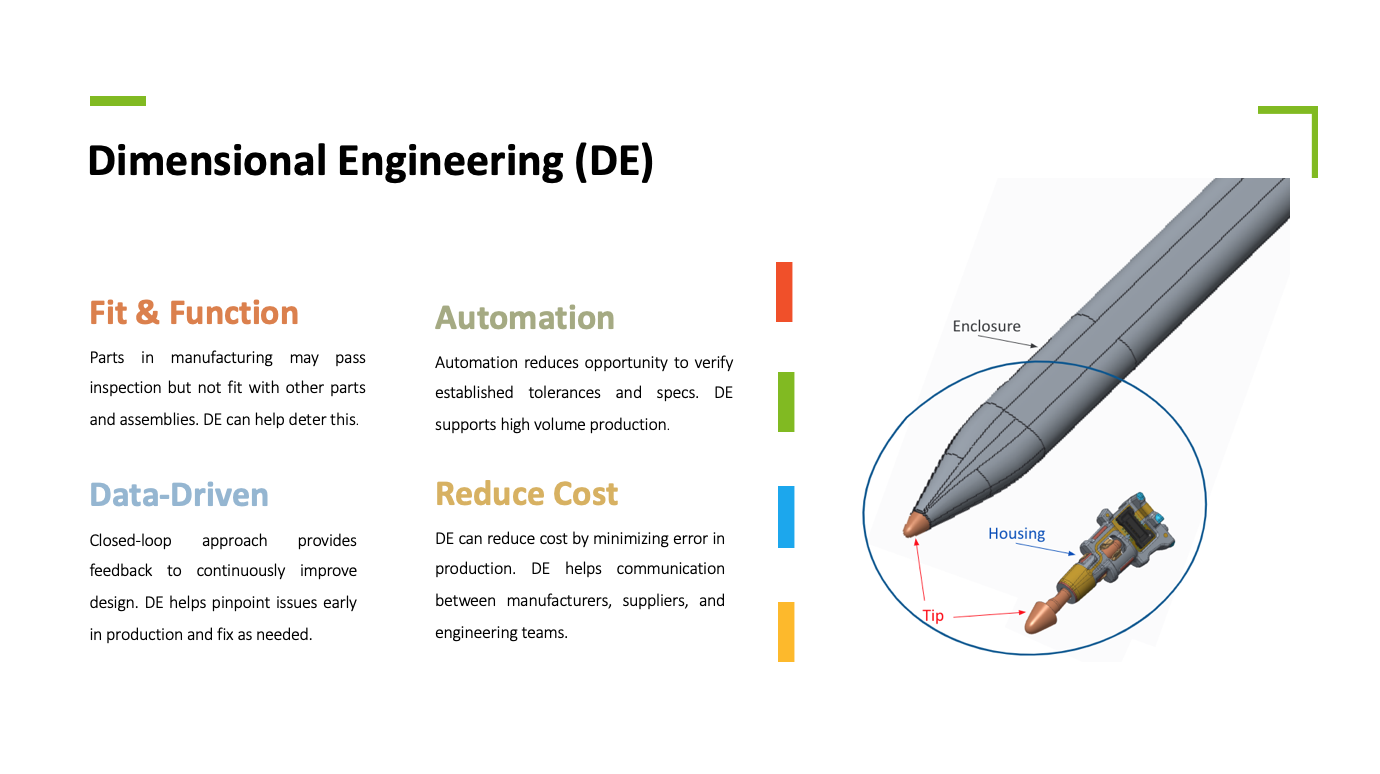 Dimensional Engineering (DE)
Fit & Function
Parts in manufacturing may pass
inspection but not fit with other parts
and assemblies. DE can help deter this.
Automation
Automation reduces opportunity to verify
established tolerances and specs. DE
supports high volume production.
Data-Driven
Closed-loop approach provides
feedback to continuously improve
design. DE helps pinpoint issues early
in production and fix as needed.
Reduce Cost
DE can reduce cost by minimizing error in
production. DE helps communication
between manufacturers, suppliers, and
engineering teams.
Enclosure
Housing
Tip